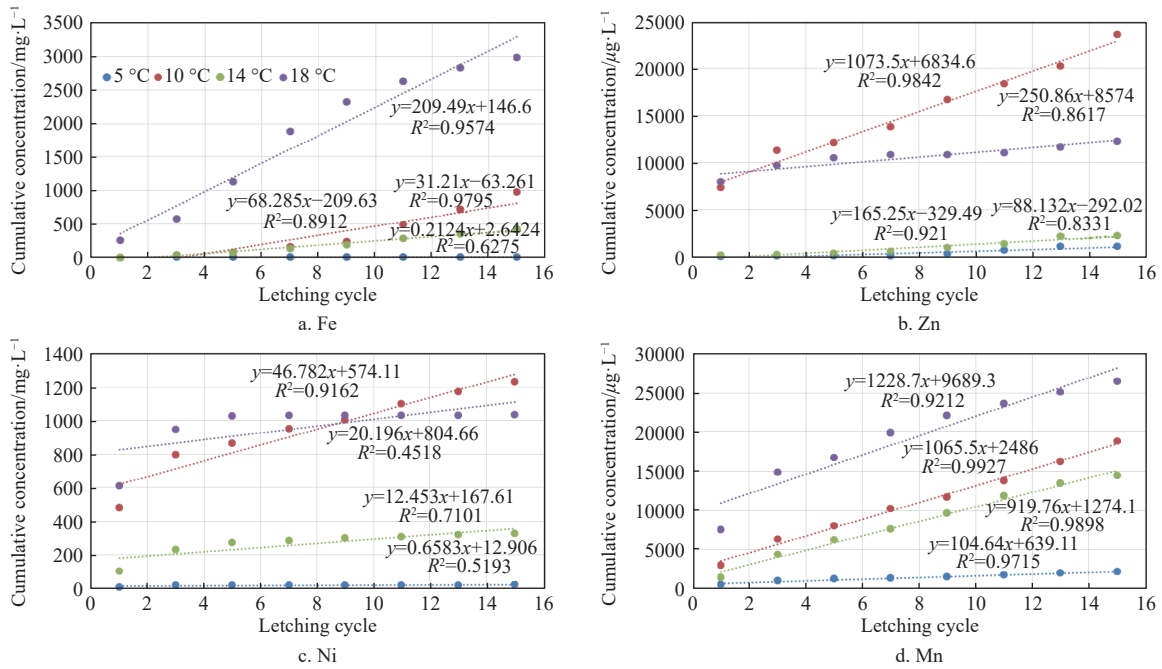 Cumulative concentration/mg·L⁻¹
3500
3000
2500
2000
1500
1000
500
0
5 °C 10 °C 14 °C 18 °C
y=209.49x+146.6
R²=0.9574
68.285x−209.63
R²=0.8912
y=31.21x−63.261
R²=0.9795
y=0.2124x+2.6424
R²=0.6275
0 2 4 6 8 10 12 14 16
Letching cycle
a. Fe
Cumulative concentration/μg·L⁻¹
25000
20000
15000
10000
5000
0
y=1073.5x+6834.6
R²=0.9842
y=250.86x+8574
R²=0.8617
y=165.25x−329.49
R²=0.921
y=88.132x−292.02
R²=0.8331
0 2 4 6 8 10 12 14 16
Letching cycle
b. Zn
Cumulative concentration/mg·L⁻¹
1400
1200
1000
800
600
400
200
0
y=46.782x+574.11
R²=0.9162
y=20.196x+804.66
R²=0.4518
y=12.453x+167.61
R²=0.7101
y=0.6583x+12.906
R²=0.5193
0 2 4 6 8 10 12 14 16
Letching cycle
c. Ni
Cumulative concentration/μg·L⁻¹
30000
25000
20000
15000
10000
5000
0
y=1228.7x+9689.3
R²=0.9212
y=1065.5x+2486
R²=0.9927
y=919.76x+1274.1
R²=0.9898
y=104.64x+639.11
R²=0.9715
0 2 4 6 8 10 12 14 16
Letching cycle
d. Mn